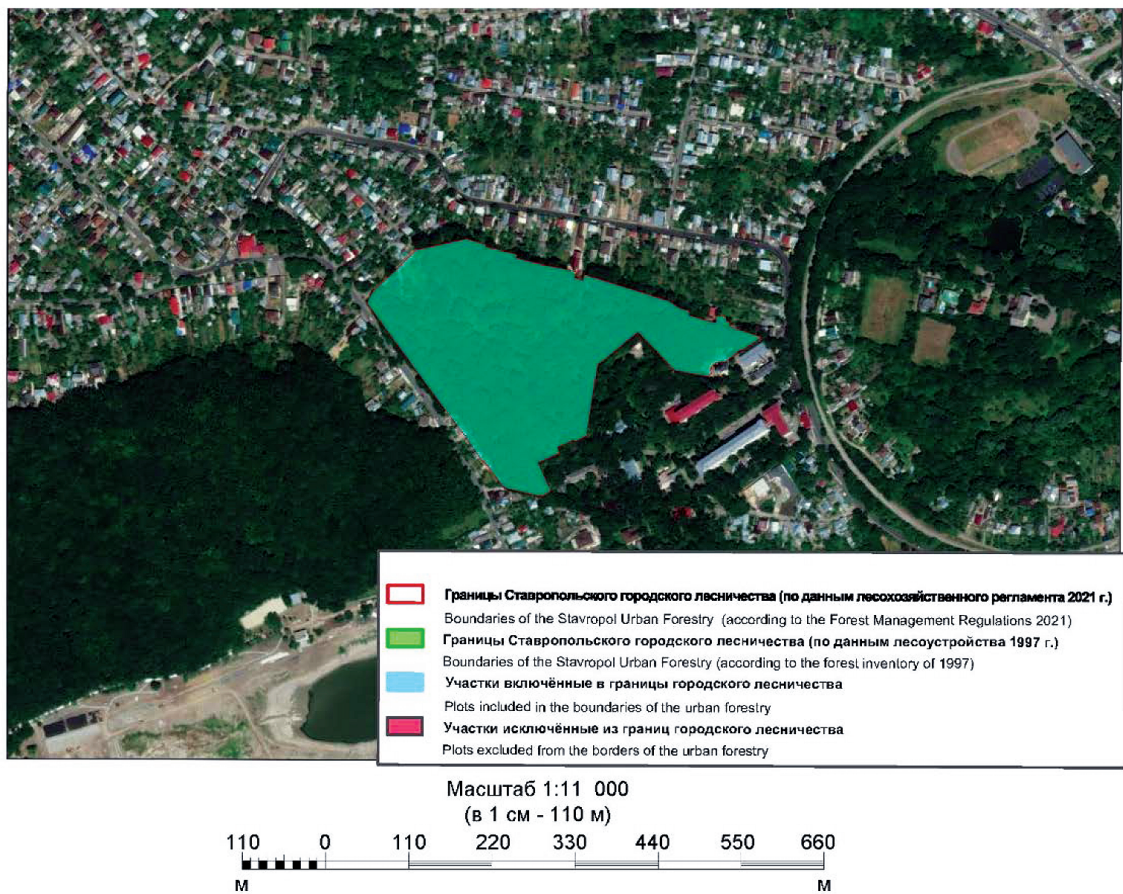 Границы Ставропольского городского лесничества (по данным лесохозяйственного регламента 2021 г.)
Boundaries of the Stavropol Urban Forestry (according to the Forest Management Regulations 2021)
Границы Ставропольского городского лесничества (по данным лесоустройства 1997 г.)
Boundaries of the Stavropol Urban Forestry (according to the forest inventory of 1997)
Участки включённые в границы городского лесничества
Plots included in the boundaries of the urban forestry
Участки исключённые из границ городского лесничества
Plots excluded from the borders of the urban forestry
Масштаб 1:11 000
(в 1 см - 110 м)
110 0 110 220 330 440 550 660
м м